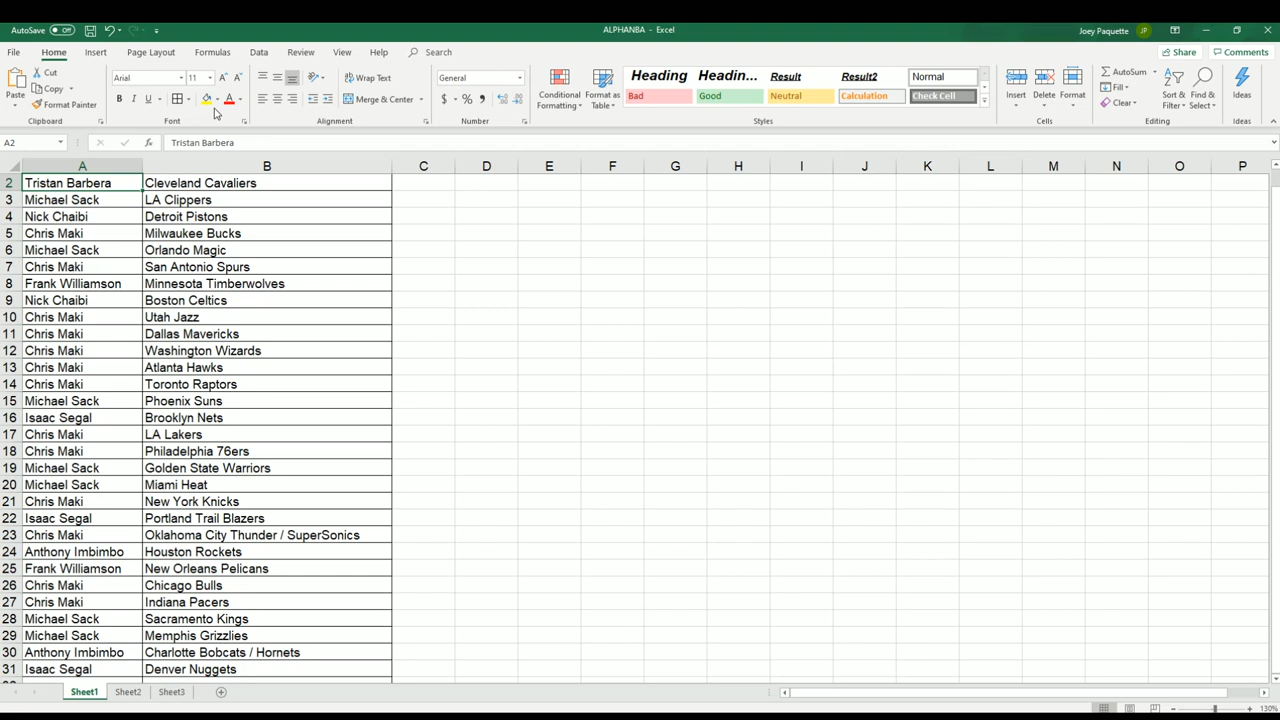 AutoSave Off
ALPHANBA - Excel
Joey Paquette JP
File Home Insert Page Layout Formulas Data Review View Help Search
Share Comments
Paste Cut Copy Format Painter Clipboard
Arial 11
B I
A A
Font
Wrap Text
Merge & Center
Alignment
General
$ % ,
Number
Conditional Formatting
Format as Table
Heading Headin... Result Result2 Normal
Bad Good Neutral Calculation Check Cell
Styles
Insert Delete Format
Cells
AutoSum
Fill
Clear
Sort & Filter
Find & Select
Editing
Ideas
Ideas
A2 fx Tristan Barbera
A B C D E F G H I J K L M N O P
2 Tristan Barbera Cleveland Cavaliers
3 Michael Sack LA Clippers
4 Nick Chaibi Detroit Pistons
5 Chris Maki Milwaukee Bucks
6 Michael Sack Orlando Magic
7 Chris Maki San Antonio Spurs
8 Frank Williamson Minnesota Timberwolves
9 Nick Chaibi Boston Celtics
10 Chris Maki Utah Jazz
11 Chris Maki Dallas Mavericks
12 Chris Maki Washington Wizards
13 Chris Maki Atlanta Hawks
14 Chris Maki Toronto Raptors
15 Michael Sack Phoenix Suns
16 Isaac Segal Brooklyn Nets
17 Chris Maki LA Lakers
18 Chris Maki Philadelphia 76ers
19 Michael Sack Golden State Warriors
20 Michael Sack Miami Heat
21 Chris Maki New York Knicks
22 Isaac Segal Portland Trail Blazers
23 Chris Maki Oklahoma City Thunder / SuperSonics
24 Anthony Imbimbo Houston Rockets
25 Frank Williamson New Orleans Pelicans
26 Chris Maki Chicago Bulls
27 Chris Maki Indiana Pacers
28 Michael Sack Sacramento Kings
29 Michael Sack Memphis Grizzlies
30 Anthony Imbimbo Charlotte Bobcats / Hornets
31 Isaac Segal Denver Nuggets
Sheet1 Sheet2 Sheet3
130%